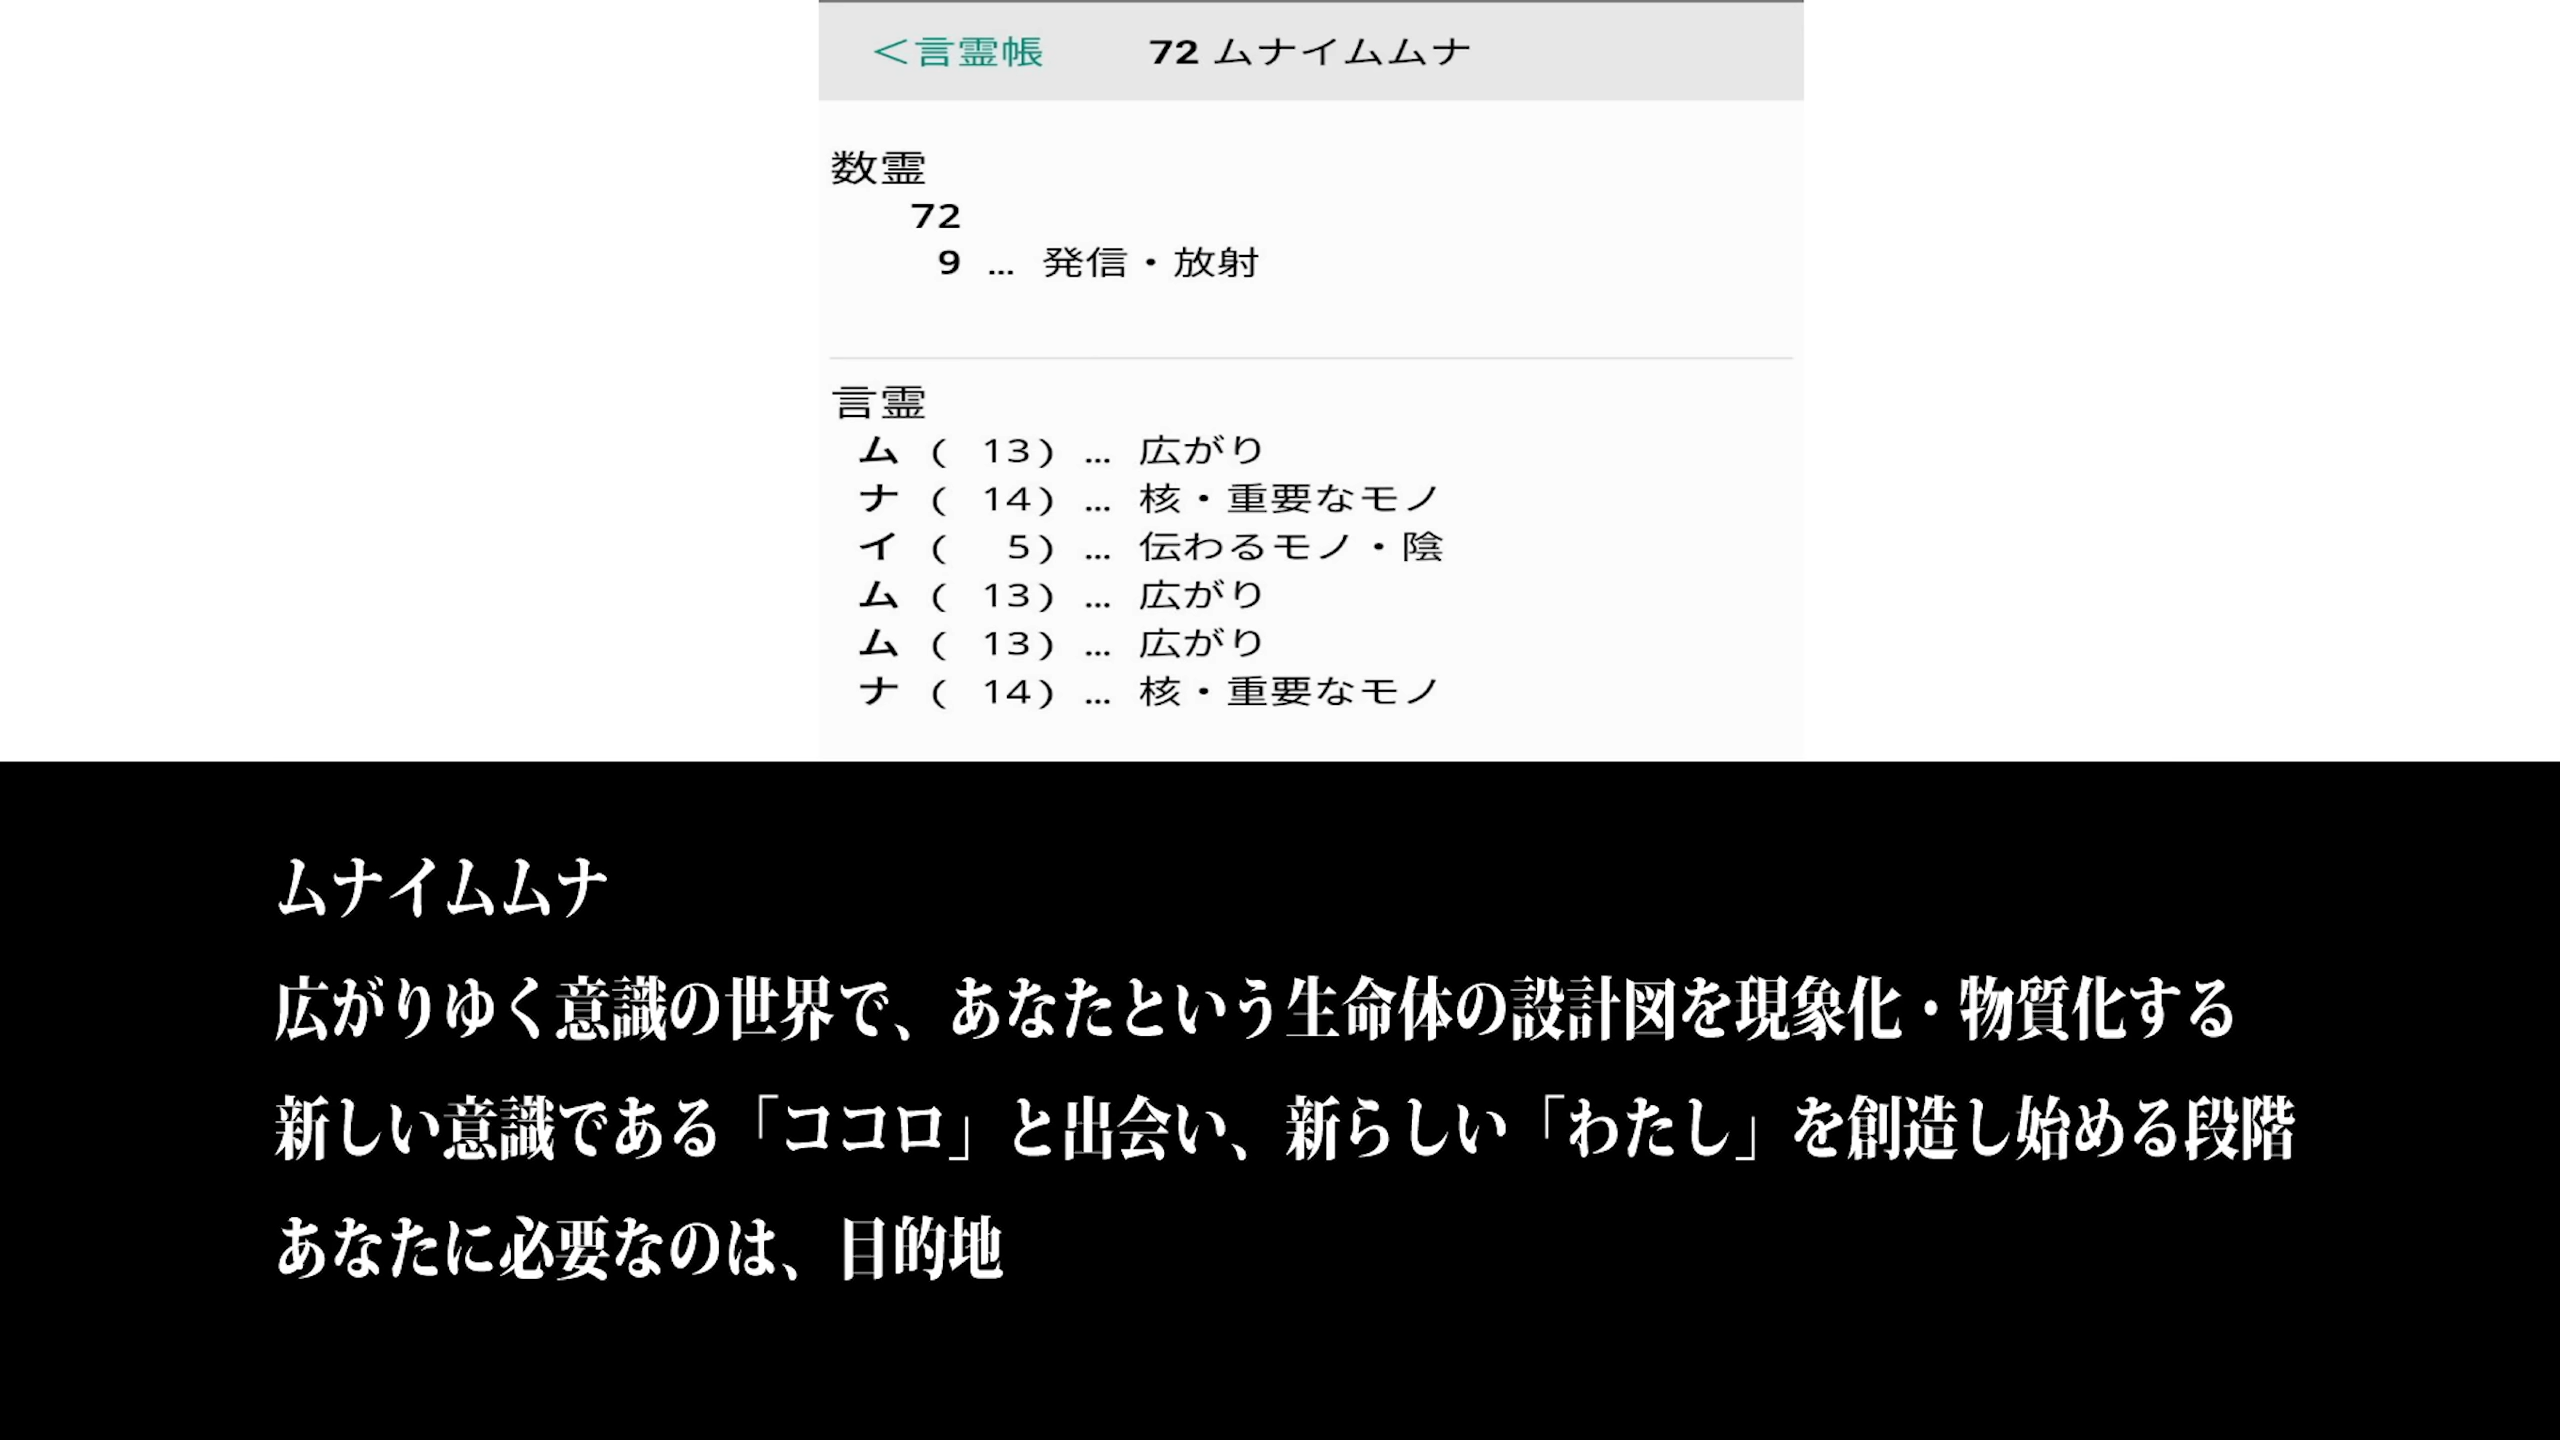 <言霊帳 72 ムナイムムナ
数霊
72
9 … 発信・放射
言霊
ム ( 13) … 広がり
ナ ( 14) … 核・重要なモノ
イ ( 5) … 伝わるモノ・陰
ム ( 13) … 広がり
ム ( 13) … 広がり
ナ ( 14) … 核・重要なモノ
ムナイムムナ
広がりゆく意識の世界で、あなたという生命体の設計図を現象化・物質化する
新しい意識である「ココロ」と出会い、新らしい「わたし」を創造し始める段階
あなたに必要なのは、目的地